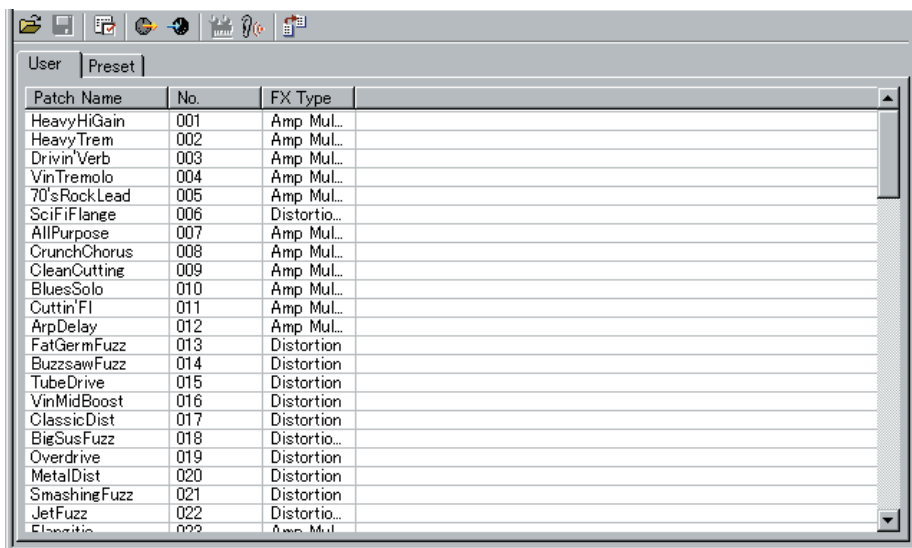 User Preset
Patch Name No. FX Type
HeavyHiGain 001 Amp Mul...
HeavyTrem 002 Amp Mul...
Drivin'Verb 003 Amp Mul...
VinTremolo 004 Amp Mul...
70'sRockLead 005 Amp Mul...
SciFiFlange 006 Distortio...
AllPurpose 007 Amp Mul...
CrunchChorus 008 Amp Mul...
CleanCutting 009 Amp Mul...
BluesSolo 010 Amp Mul...
Cuttin'Fl 011 Amp Mul...
ArpDelay 012 Amp Mul...
FatGermFuzz 013 Distortion
BuzzsawFuzz 014 Distortion
TubeDrive 015 Distortion
VinMidBoost 016 Distortion
ClassicDist 017 Distortion
BigSusFuzz 018 Distortio...
Overdrive 019 Distortion
MetalDist 020 Distortion
SmashingFuzz 021 Distortion
JetFuzz 022 Distortio...
023 Amp Mul